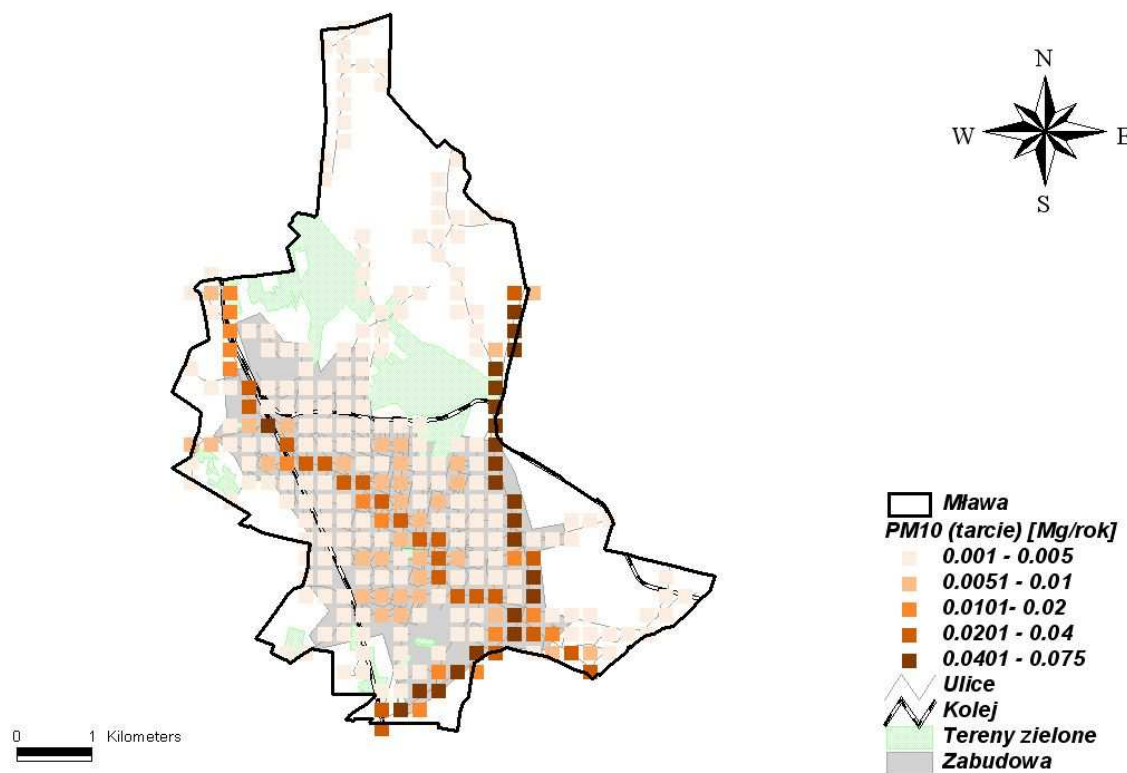 N
W E
S
Mława
PM10 (tarcie) [Mg/rok]
0.001 - 0.005
0.0051 - 0.01
0.0101- 0.02
0.0201 - 0.04
0.0401 - 0.075
Ulice
Kolej
Tereny zielone
Zabudowa
0 1 Kilometers